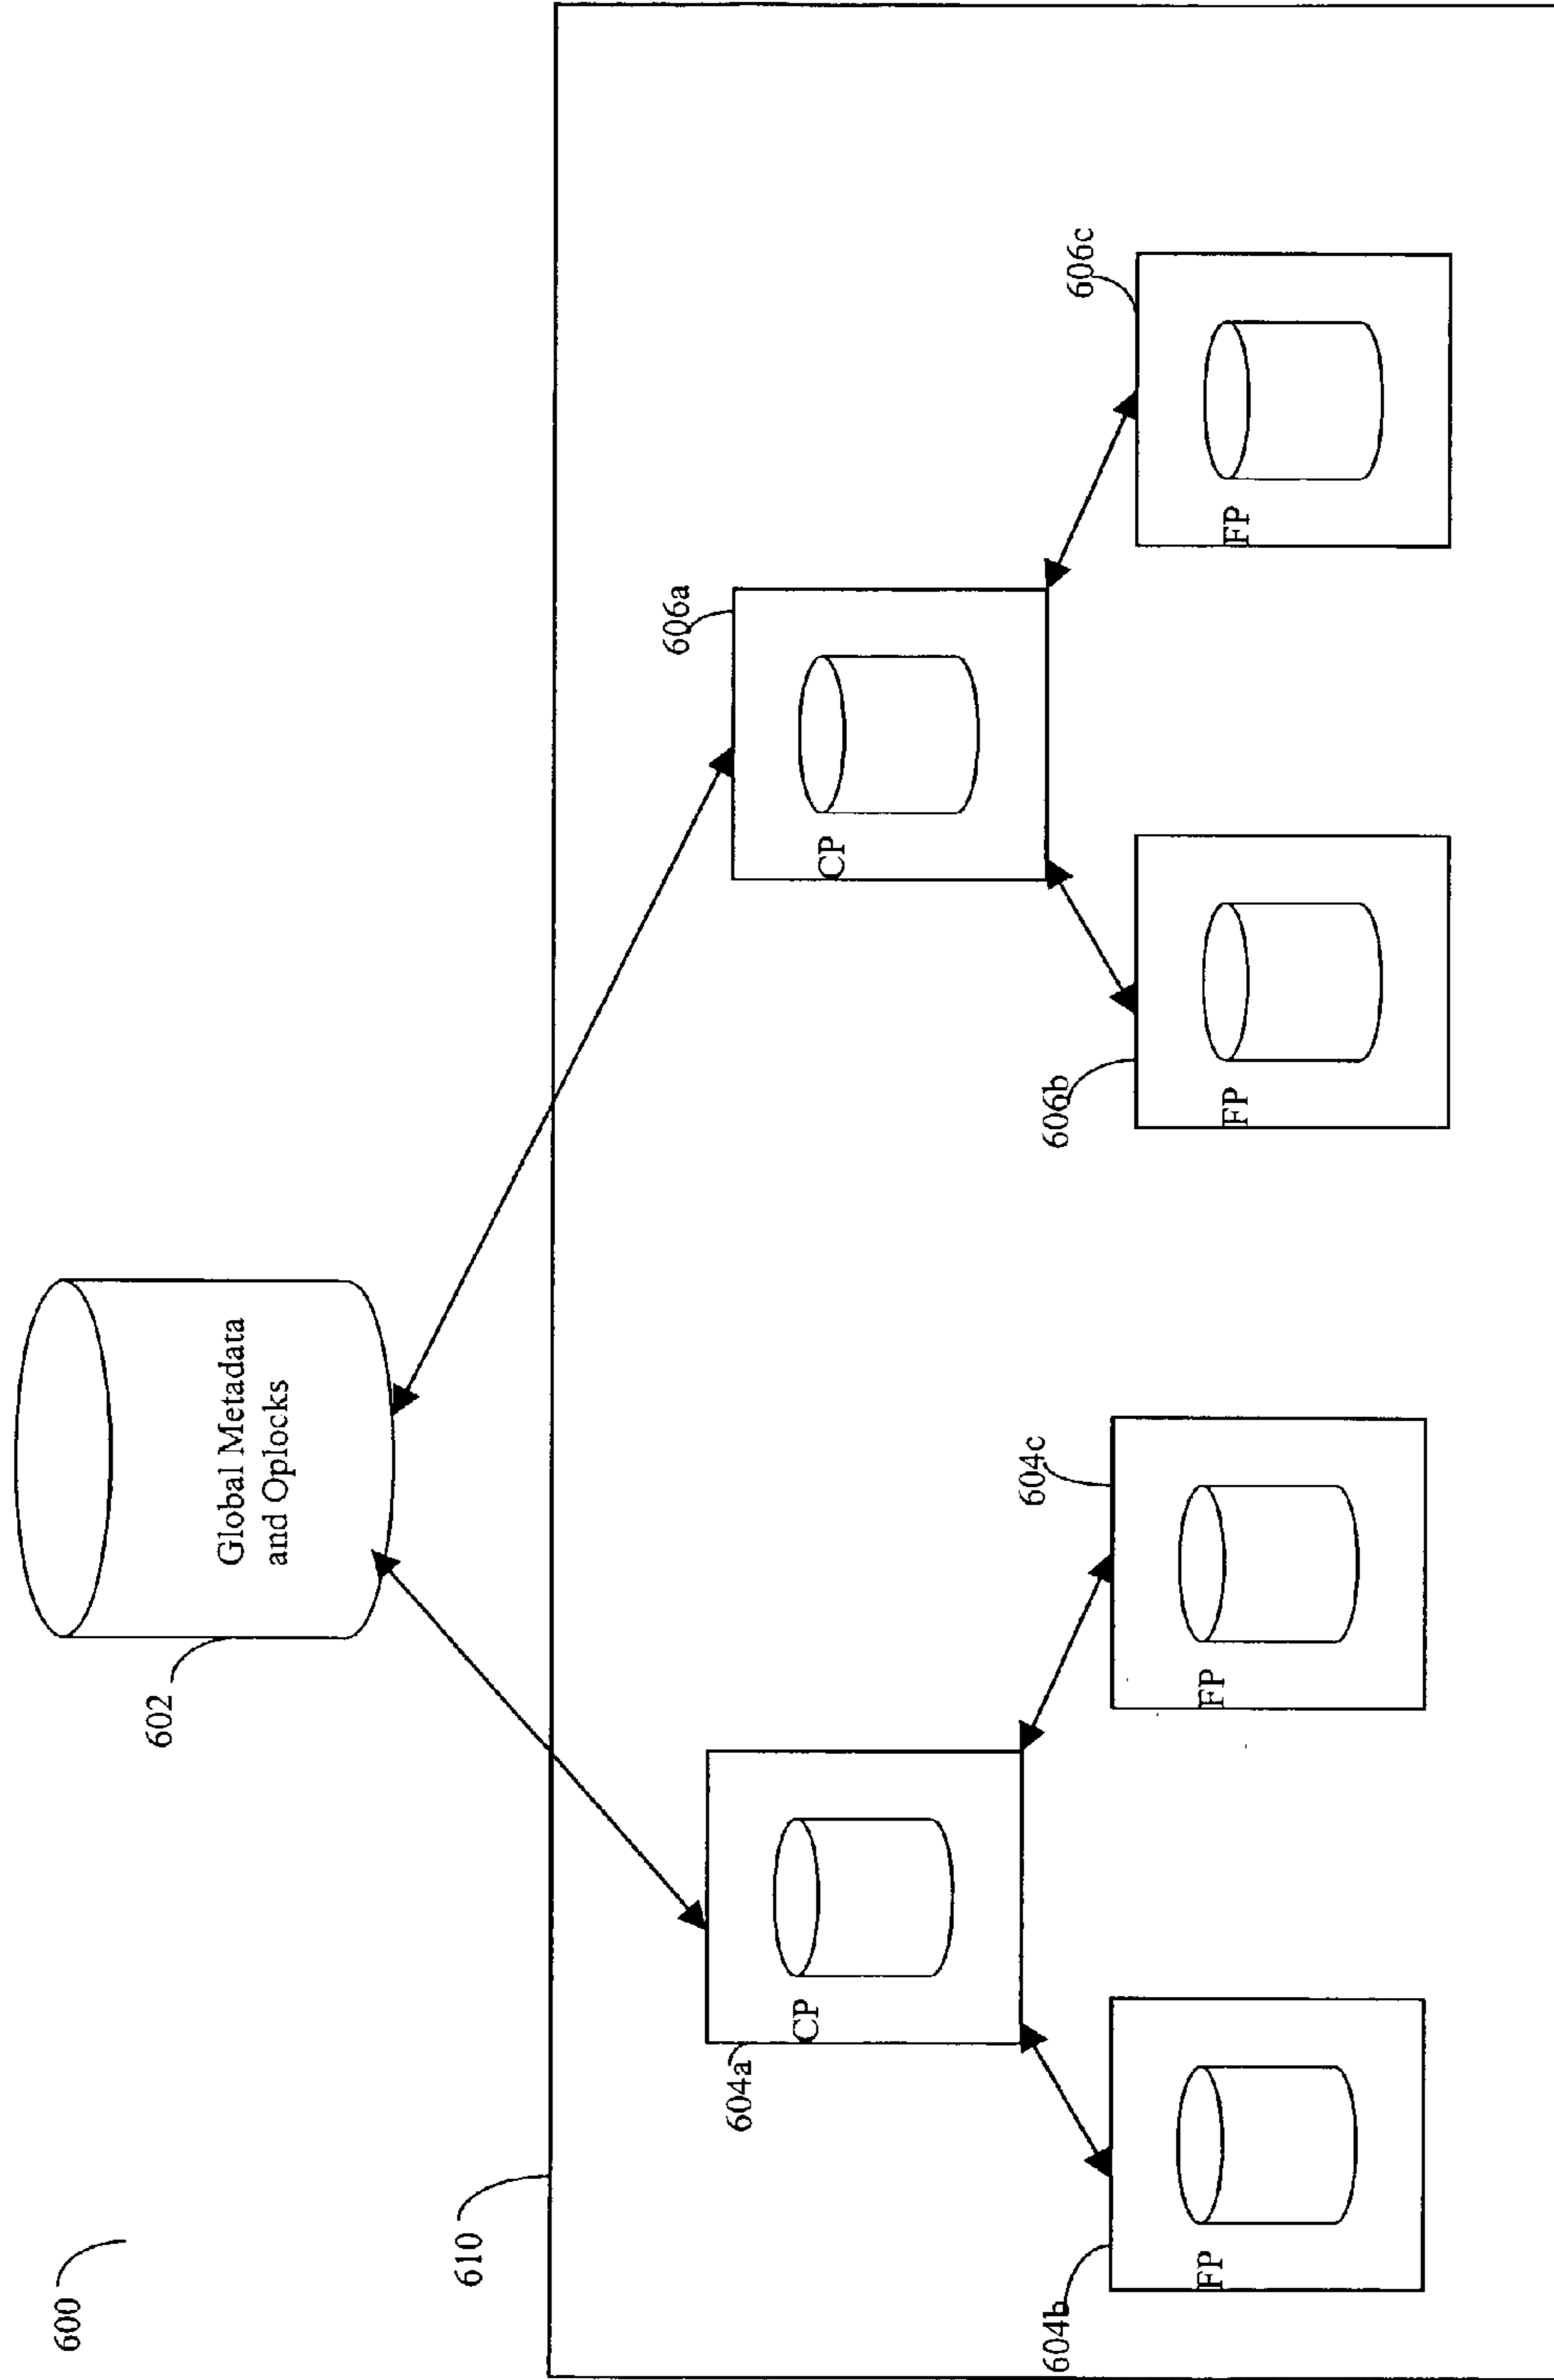 600
602
Global Metadata
and Oplocks
610
604a
CP
606a
CP
604b
FP
604c
FP
606b
FP
606c
FP